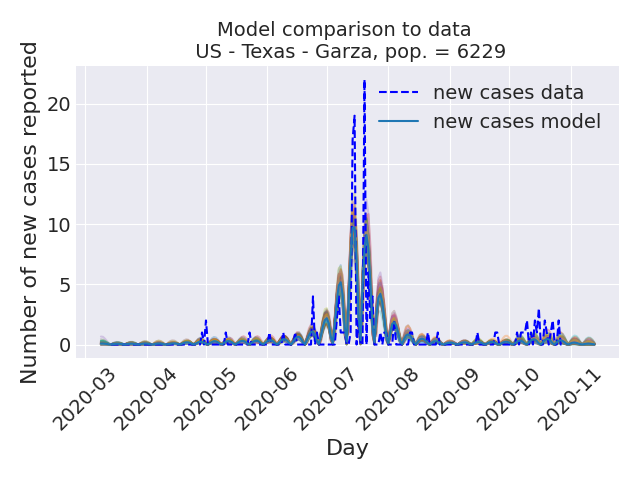 Model comparison to data
US - Texas - Garza, pop. = 6229
Number of new cases reported
20
15
10
5
0
new cases data
new cases model
2020-03
2020-04
2020-05
2020-06
2020-07
2020-08
2020-09
2020-10
2020-11
Day